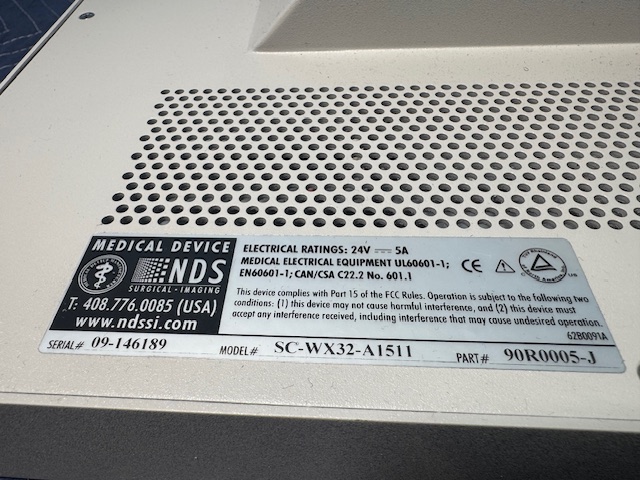 MEDICAL DEVICE
NDS
SURGICAL · IMAGING
T: 408.776.0085 (USA)
www.ndssi.com
ELECTRICAL RATINGS: 24V ⎓ 5A
MEDICAL ELECTRICAL EQUIPMENT UL60601-1;
EN60601-1; CAN/CSA C22.2 No. 601.1
CE
This device complies with Part 15 of the FCC Rules. Operation is subject to the following two
conditions: (1) this device may not cause harmful interference, and (2) this device must
accept any interference received, including interference that may cause undesired operation.
62B0091A
SERIAL# 09-146189
MODEL# SC-WX32-A1511
PART# 90R0005-J